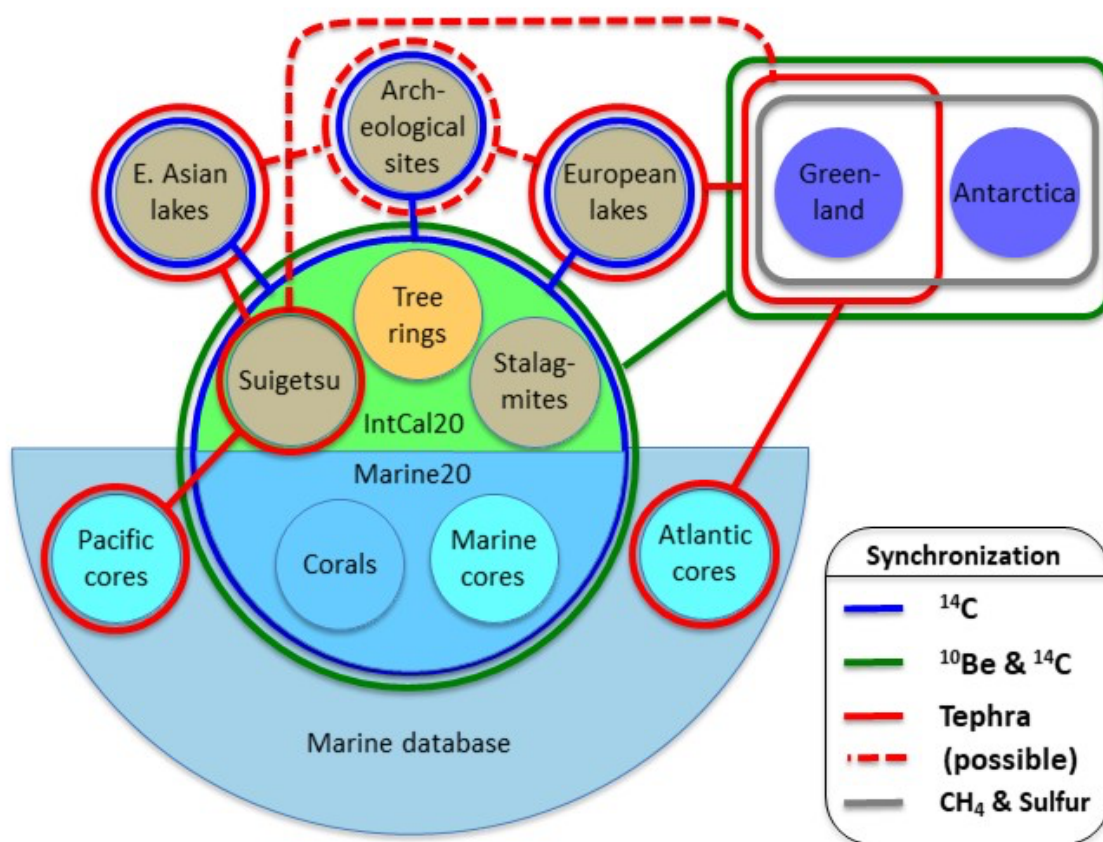 Arch-
eological
sites
E. Asian
lakes
European
lakes
Green-
land
Antarctica
Tree
rings
Suigetsu
Stalag-
mites
IntCal20
Marine20
Pacific
cores
Corals
Marine
cores
Atlantic
cores
Marine database
Synchronization
¹⁴C
¹⁰Be & ¹⁴C
Tephra
(possible)
CH₄ & Sulfur